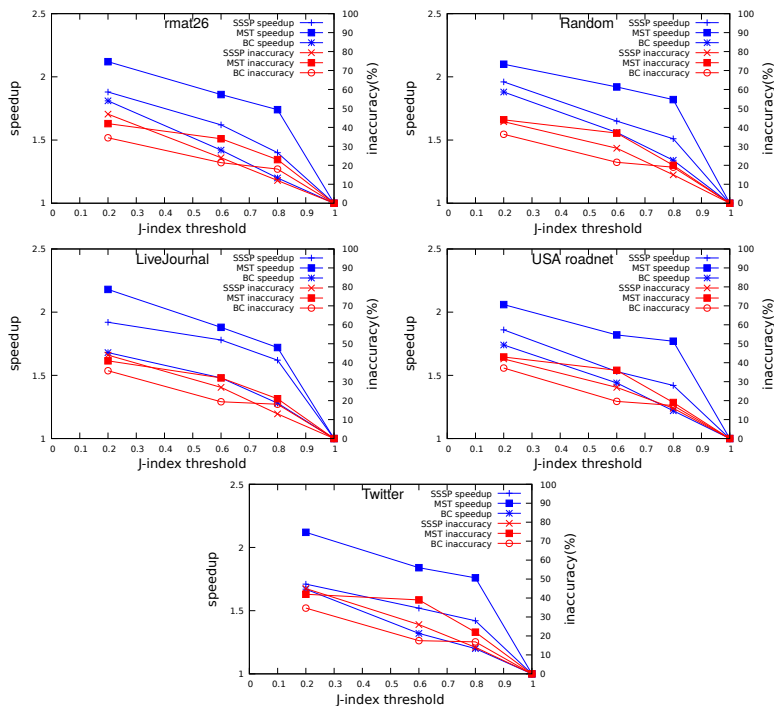 rmat26
SSSP speedup
MST speedup
BC speedup
SSSP inaccuracy
MST inaccuracy
BC inaccuracy
speedup
2.5
2
1.5
1
0 0.1 0.2 0.3 0.4 0.5 0.6 0.7 0.8 0.9 1
J-index threshold
100
90
80
70
60
50
40
30
20
10
0
inaccuracy(%)
Random
SSSP speedup
MST speedup
BC speedup
SSSP inaccuracy
MST inaccuracy
BC inaccuracy
speedup
2.5
2
1.5
1
0 0.1 0.2 0.3 0.4 0.5 0.6 0.7 0.8 0.9 1
J-index threshold
100
90
80
70
60
50
40
30
20
10
0
inaccuracy(%)
LiveJournal
SSSP speedup
MST speedup
BC speedup
SSSP inaccuracy
MST inaccuracy
BC inaccuracy
speedup
2.5
2
1.5
1
0 0.1 0.2 0.3 0.4 0.5 0.6 0.7 0.8 0.9 1
J-index threshold
100
90
80
70
60
50
40
30
20
10
0
inaccuracy(%)
USA roadnet
SSSP speedup
MST speedup
BC speedup
SSSP inaccuracy
MST inaccuracy
BC inaccuracy
speedup
2.5
2
1.5
1
0 0.1 0.2 0.3 0.4 0.5 0.6 0.7 0.8 0.9 1
J-index threshold
100
90
80
70
60
50
40
30
20
10
0
inaccuracy(%)
Twitter
SSSP speedup
MST speedup
BC speedup
SSSP inaccuracy
MST inaccuracy
BC inaccuracy
speedup
2.5
2
1.5
1
0 0.1 0.2 0.3 0.4 0.5 0.6 0.7 0.8 0.9 1
J-index threshold
100
90
80
70
60
50
40
30
20
10
0
inaccuracy(%)